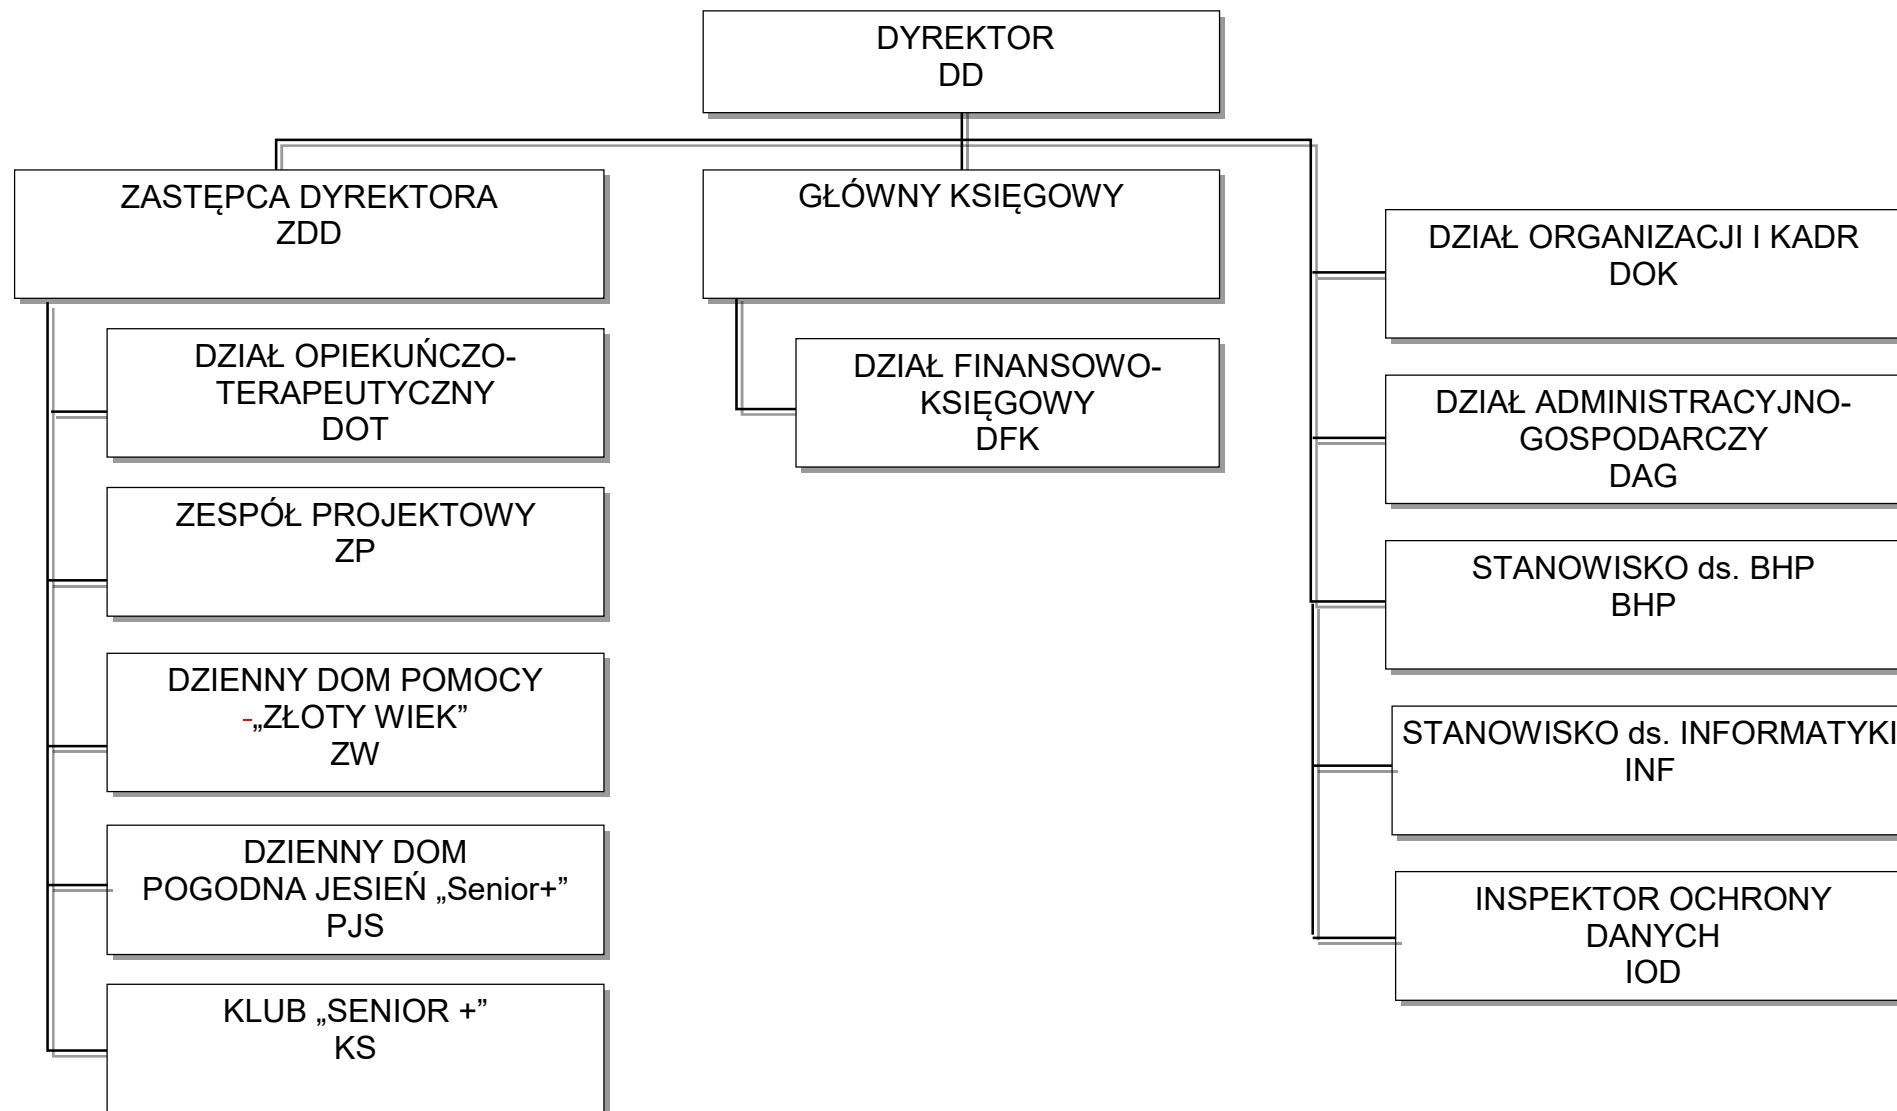 DYREKTOR
DD
ZASTĘPCA DYREKTORA
ZDD
GŁÓWNY KSIĘGOWY
DZIAŁ OPIEKUŃCZO-
TERAPEUTYCZNY
DOT
ZESPÓŁ PROJEKTOWY
ZP
DZIENNY DOM POMOCY
-„ZŁOTY WIEK”
ZW
DZIENNY DOM
POGODNA JESIEŃ „Senior+”
PJS
KLUB „SENIOR +”
KS
DZIAŁ FINANSOWO-
KSIĘGOWY
DFK
DZIAŁ ORGANIZACJI I KADR
DOK
DZIAŁ ADMINISTRACYJNO-
GOSPODARCZY
DAG
STANOWISKO ds. BHP
BHP
STANOWISKO ds. INFORMATYKI
INF
INSPEKTOR OCHRONY
DANYCH
IOD